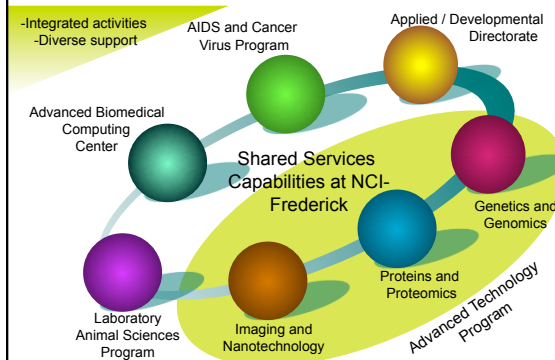 -Integrated activities
-Diverse support
AIDS and Cancer
Virus Program
Applied / Developmental
Directorate
Advanced Biomedical
Computing
Center
Shared Services
Capabilities at NCI-
Frederick
Genetics and
Genomics
Proteins and
Proteomics
Imaging and
Nanotechnology
Laboratory
Animal Sciences
Program
Advanced Technology
Program